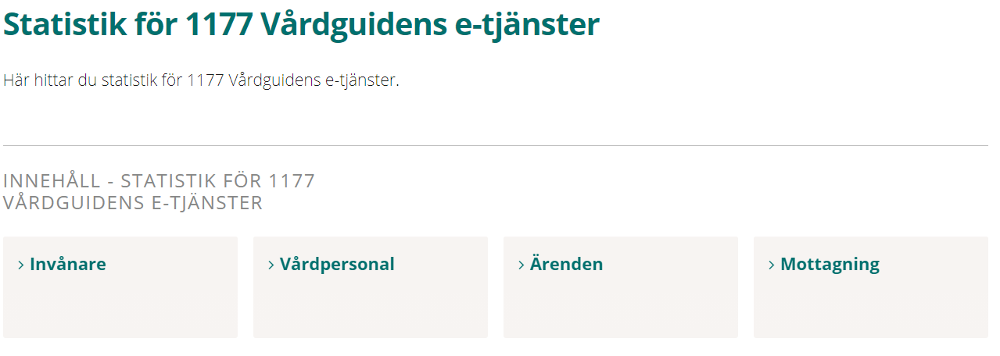 Statistik för 1177 Vårdguidens e-tjänster
Här hittar du statistik för 1177 Vårdguidens e-tjänster.
INNEHÅLL - STATISTIK FÖR 1177
VÅRDGUIDENS E-TJÄNSTER
Invånare
Vårdpersonal
Ärenden
Mottagning